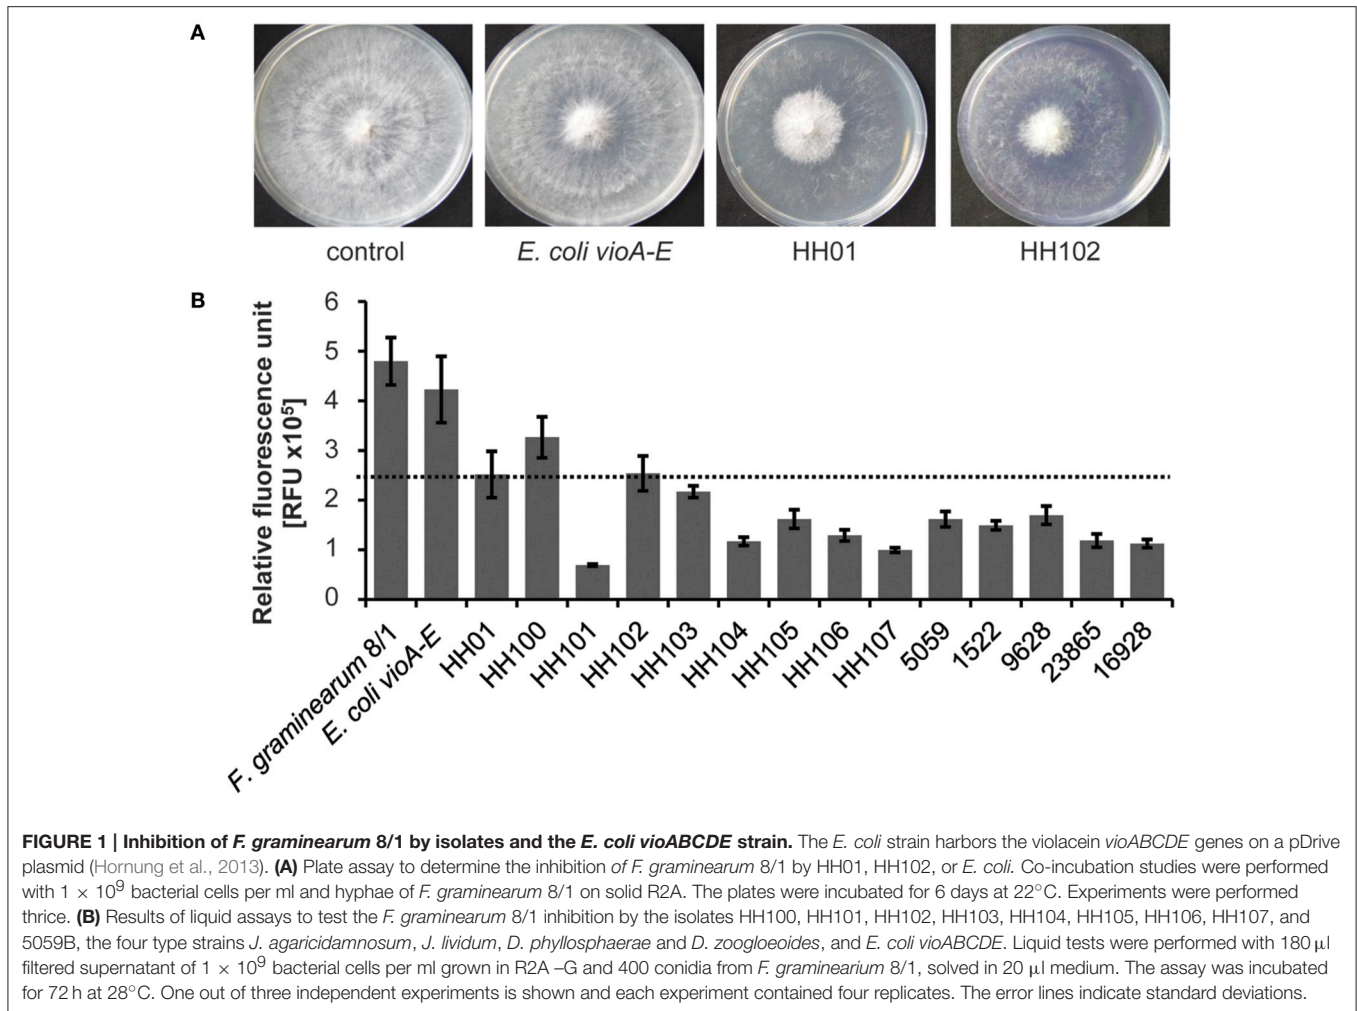 A
control
E. coli vioA-E
HH01
HH102
B
Relative fluorescence unit
[RFU x10⁵]
6
5
4
3
2
1
0
F. graminearum 8/1
E. coli vioA-E
HH01
HH100
HH101
HH102
HH103
HH104
HH105
HH106
HH107
5059
1522
9628
23865
16928
FIGURE 1 | Inhibition of F. graminearum 8/1 by isolates and the E. coli vioABCDE strain. The E. coli strain harbors the violacein vioABCDE genes on a pDrive
plasmid (Hornung et al., 2013). (A) Plate assay to determine the inhibition of F. graminearum 8/1 by HH01, HH102, or E. coli. Co-incubation studies were performed
with 1 × 10⁹ bacterial cells per ml and hyphae of F. graminearum 8/1 on solid R2A. The plates were incubated for 6 days at 22°C. Experiments were performed
thrice. (B) Results of liquid assays to test the F. graminearum 8/1 inhibition by the isolates HH100, HH101, HH102, HH103, HH104, HH105, HH106, HH107, and
5059B, the four type strains J. agaricidamnosum, J. lividum, D. phyllosphaerae and D. zoogloeoides, and E. coli vioABCDE. Liquid tests were performed with 180 µl
filtered supernatant of 1 × 10⁹ bacterial cells per ml grown in R2A –G and 400 conidia from F. graminearium 8/1, solved in 20 µl medium. The assay was incubated
for 72 h at 28°C. One out of three independent experiments is shown and each experiment contained four replicates. The error lines indicate standard deviations.